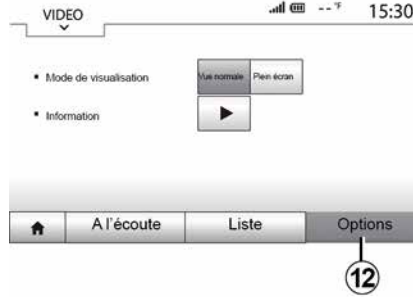 VIDEO
-- °F 15:30
▪ Mode de visualisation Vue normale Plein écran
▪ Information
A l'écoute Liste Options
12